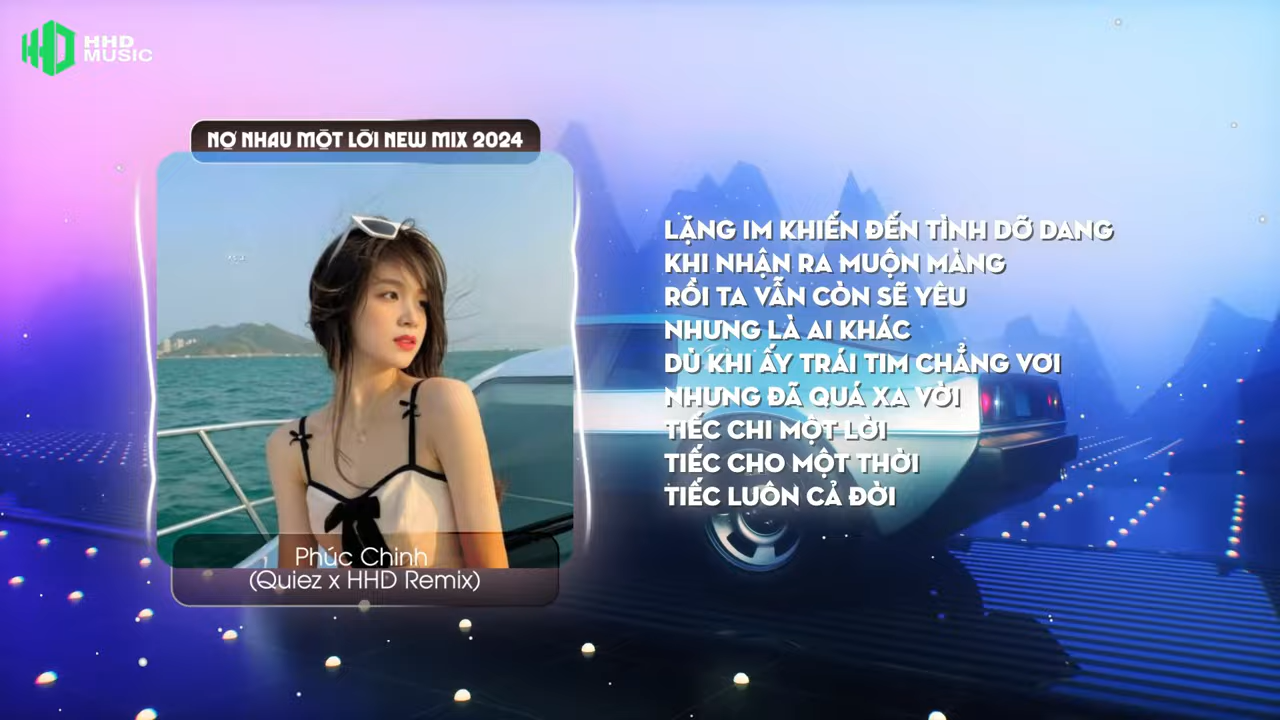 HHD
MUSIC
NỢ NHAU MỘT LỜI NEW MIX 2024
LẶNG IM KHIẾN ĐẾN TÌNH DỠ DANG
KHI NHẬN RA MUỘN MÀNG
RỒI TA VẪN CÒN SẼ YÊU
NHƯNG LÀ AI KHÁC
DÙ KHI ẤY TRÁI TIM CHẲNG VƠI
NHƯNG ĐÃ QUÁ XA VỜI
TIẾC CHI MỘT LỜI
TIẾC CHO MỘT THỜI
TIẾC LUÔN CẢ ĐỜI
Phúc Chinh
(Quiez x HHD Remix)